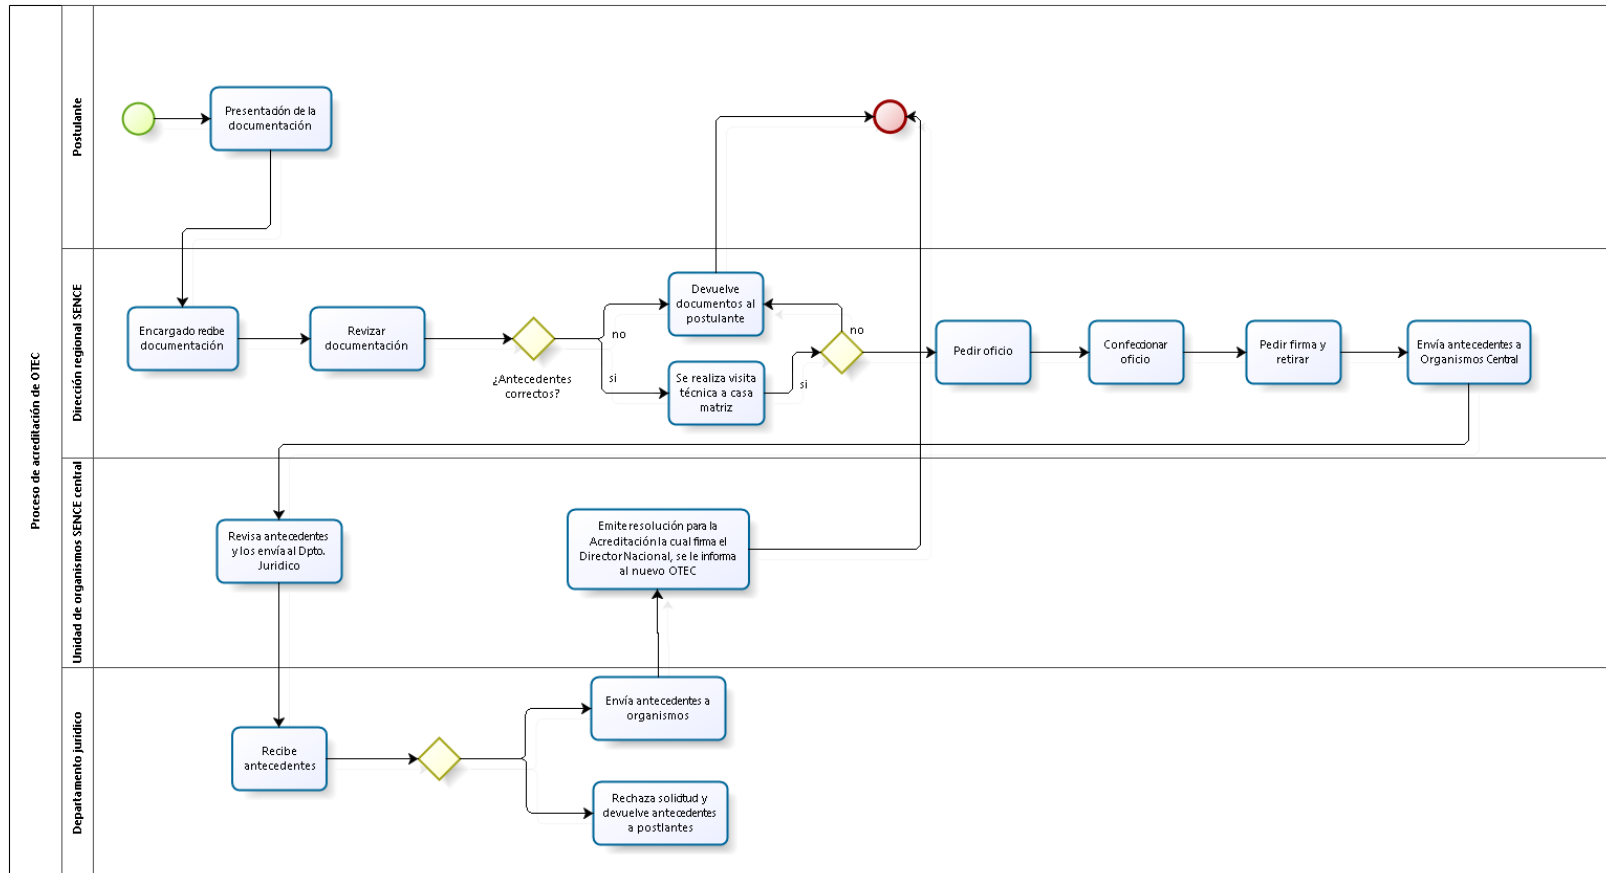 Proceso de acreditación de OTEC
Postulante
Presentación de la
documentación
Dirección regional SENCE
Encargado recibe
documentación
Revizar
documentación
¿Antecedentes
correctos?
no
si
Devuelve
documentos al
postulante
Se realiza visita
técnica a casa
matriz
no
si
Pedir oficio
Confeccionar
oficio
Pedir firma y
retirar
Envía antecedentes a
Organismos Central
Unidad de organismos SENCE central
Revisa antecedentes
y los envía al Dpto.
Juridico
Emite resolución para la
Acreditación la cual firma el
Director Nacional, se le informa
al nuevo OTEC
Departamento juridico
Recibe
antecedentes
Envía antecedentes a
organismos
Rechaza solicitud y
devuelve antecedentes
a postlantes